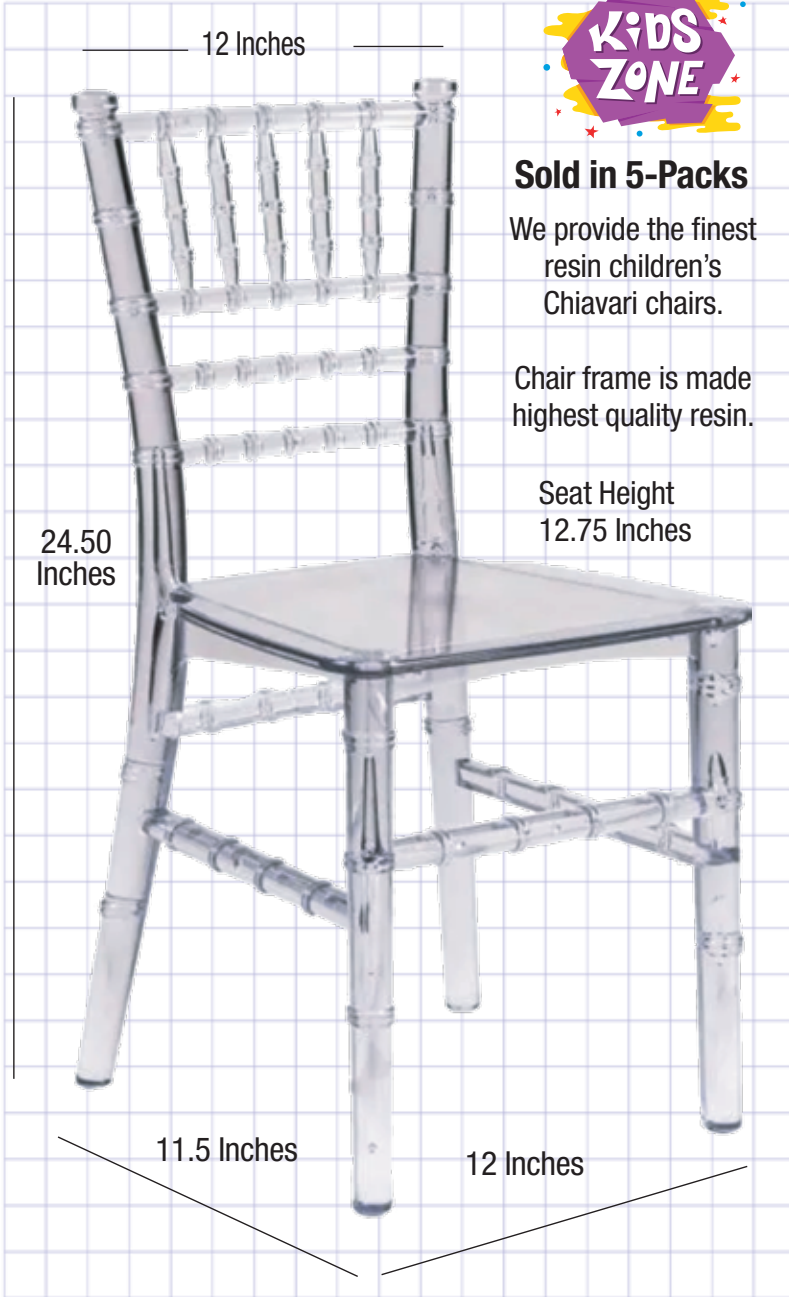 12 Inches
KiDS
ZONE
Sold in 5-Packs
We provide the finest
resin children's
Chiavari chairs.
Chair frame is made
highest quality resin.
Seat Height
12.75 Inches
24.50
Inches
11.5 Inches
12 Inches